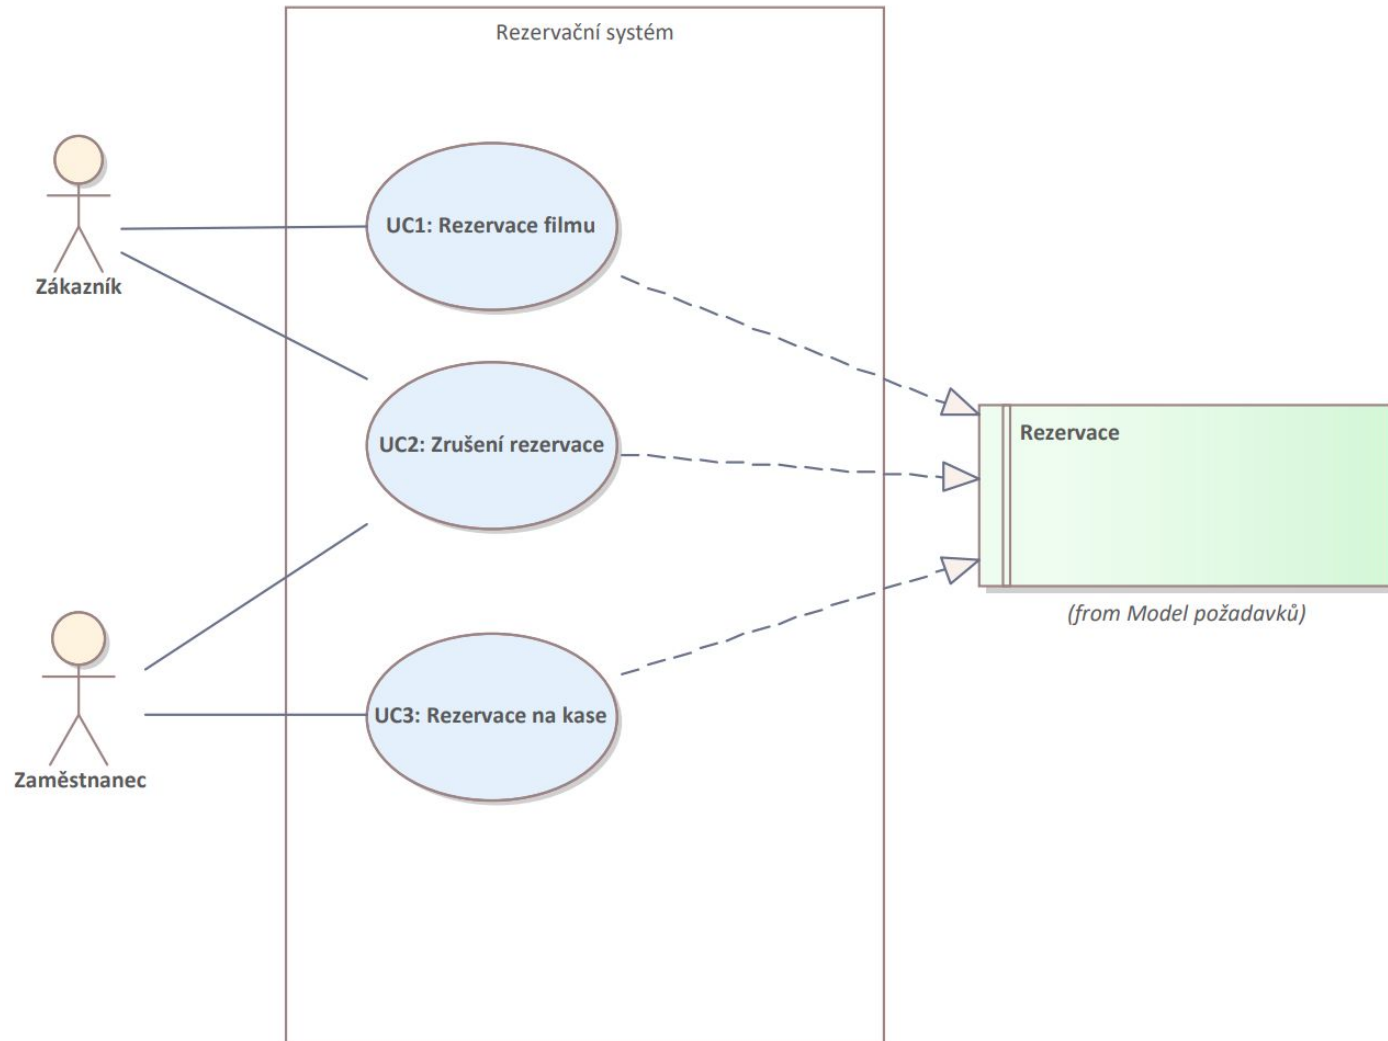 Rezervační systém
UC1: Rezervace filmu
Zákazník
UC2: Zrušení rezervace
Rezervace
(from Model požadavků)
UC3: Rezervace na kase
Zaměstnanec